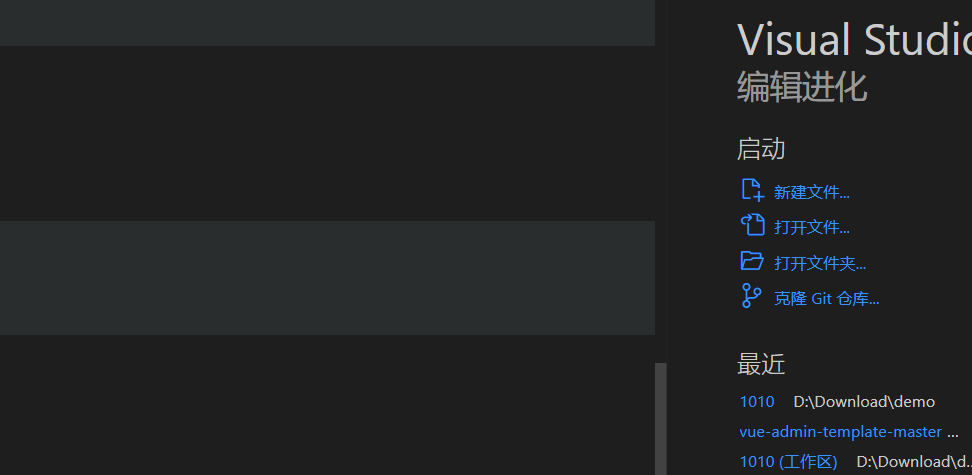 Visual Studio
编辑进化
启动
新建文件...
打开文件...
打开文件夹...
克隆 Git 仓库...
最近
1010 D:\Download\demo
vue-admin-template-master ...
1010 (工作区) D:\Download\d...